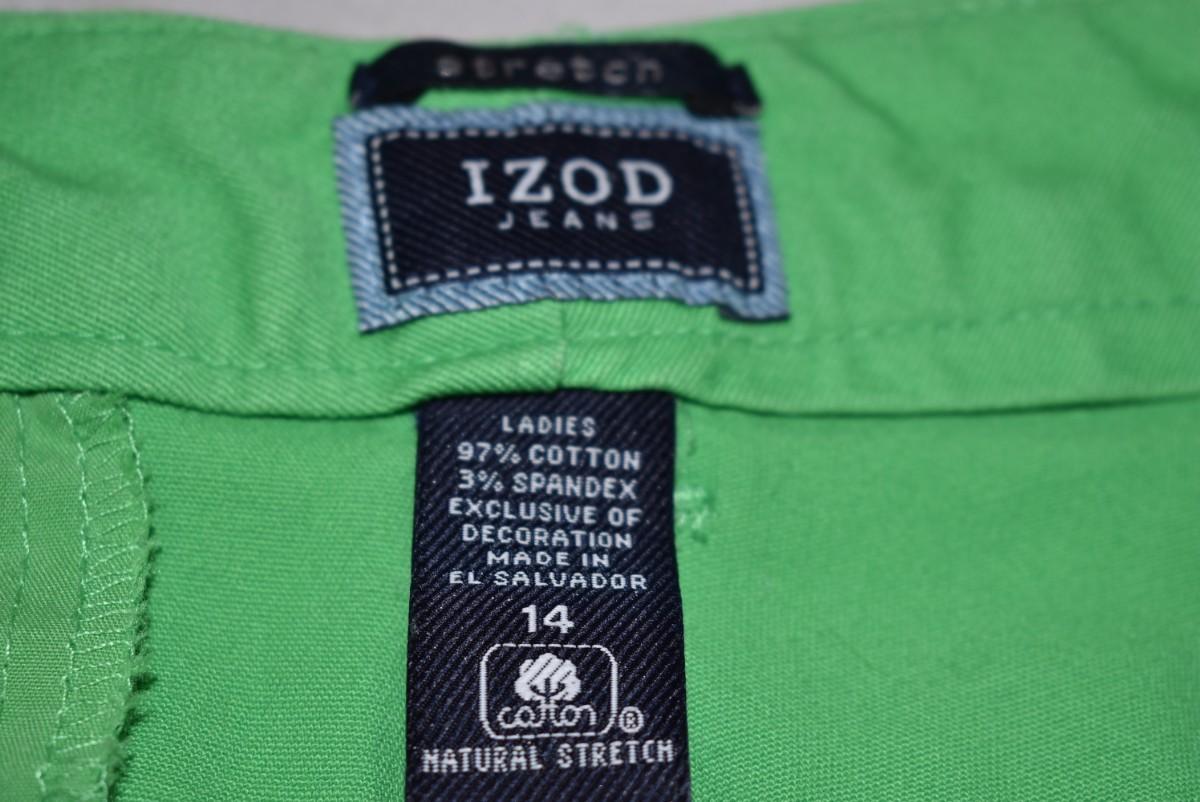 stretch
IZOD
JEANS
LADIES
97% COTTON
3% SPANDEX
EXCLUSIVE OF
DECORATION
MADE IN
EL SALVADOR
14
cotton ®
NATURAL STRETCH